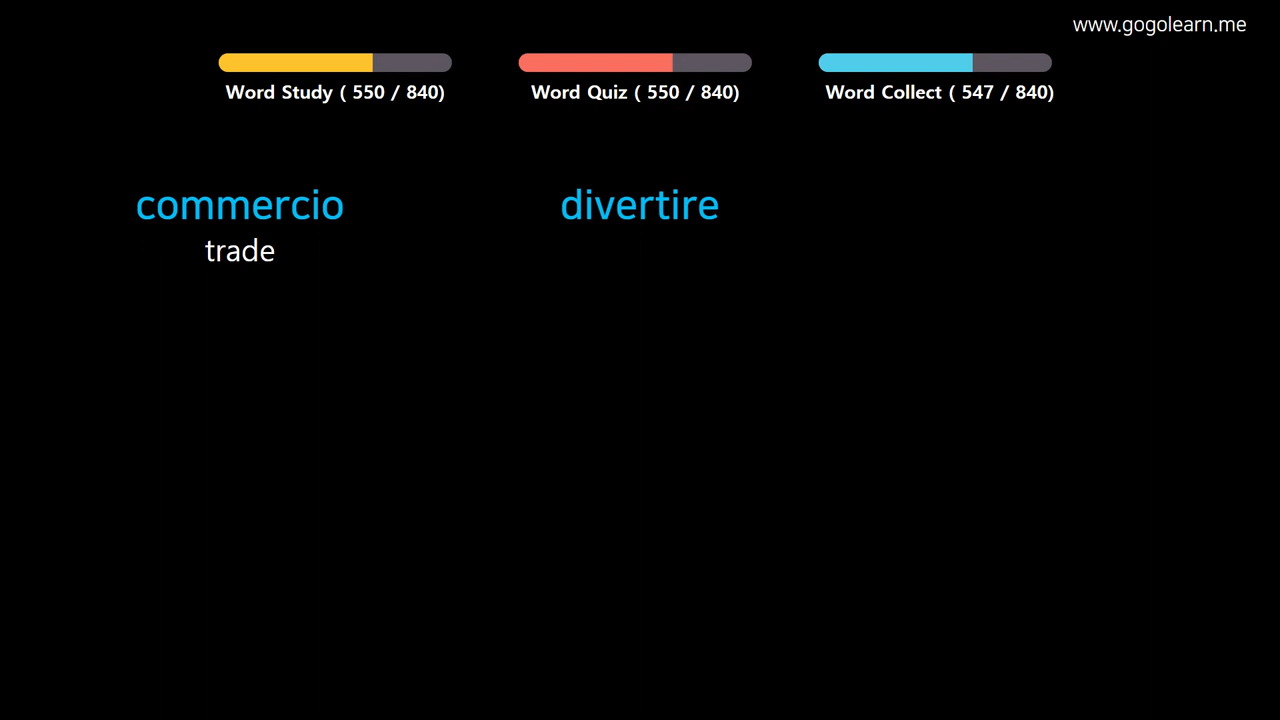 www.gogolearn.me
Word Study ( 550 / 840)
Word Quiz ( 550 / 840)
Word Collect ( 547 / 840)
commercio
trade
divertire